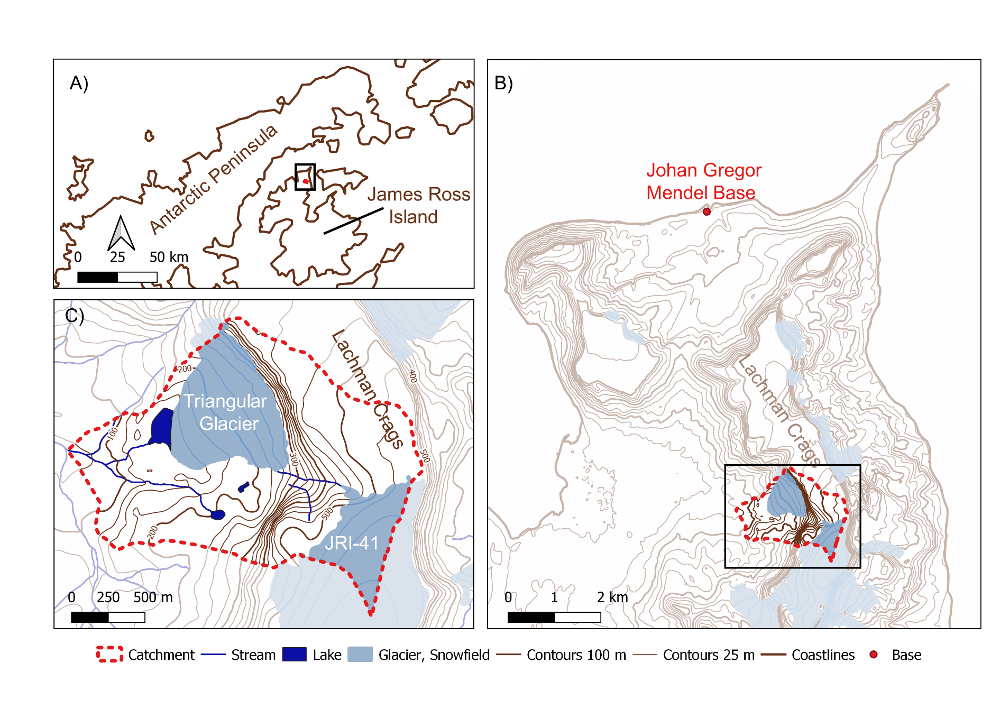 A)
Antarctic Peninsula
James Ross
Island
0 25 50 km
B)
Johan Gregor
Mendel Base
Lachman Crags
0 1 2 km
C)
Lachman Crags
200
400
Triangular
Glacier
100
300
500
500
200
JRI-41
0 250 500 m
Catchment Stream Lake Glacier, Snowfield Contours 100 m Contours 25 m Coastlines Base